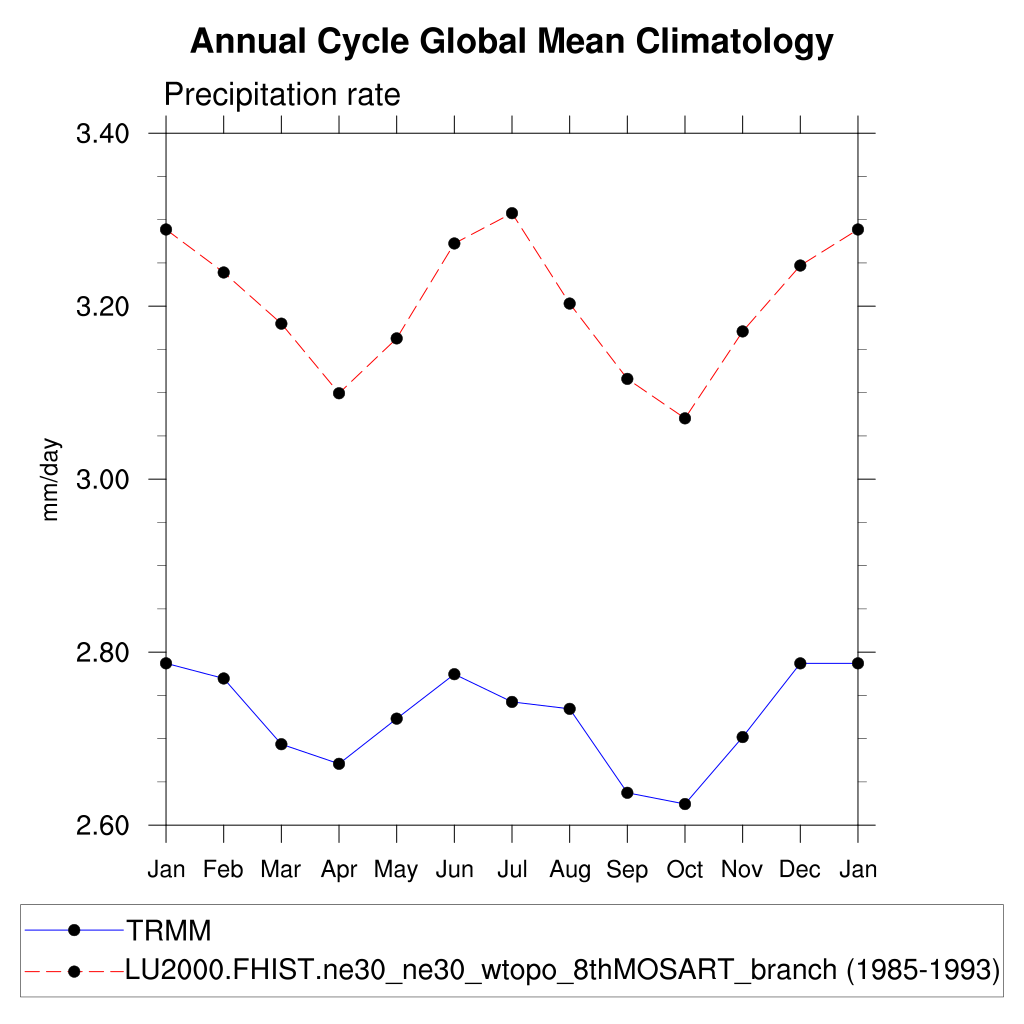 Annual Cycle Global Mean Climatology
Precipitation rate
3.40
3.20
3.00
2.80
2.60
mm/day
Jan Feb Mar Apr May Jun Jul Aug Sep Oct Nov Dec Jan
TRMM
LU2000.FHIST.ne30_ne30_wtopo_8thMOSART_branch (1985-1993)